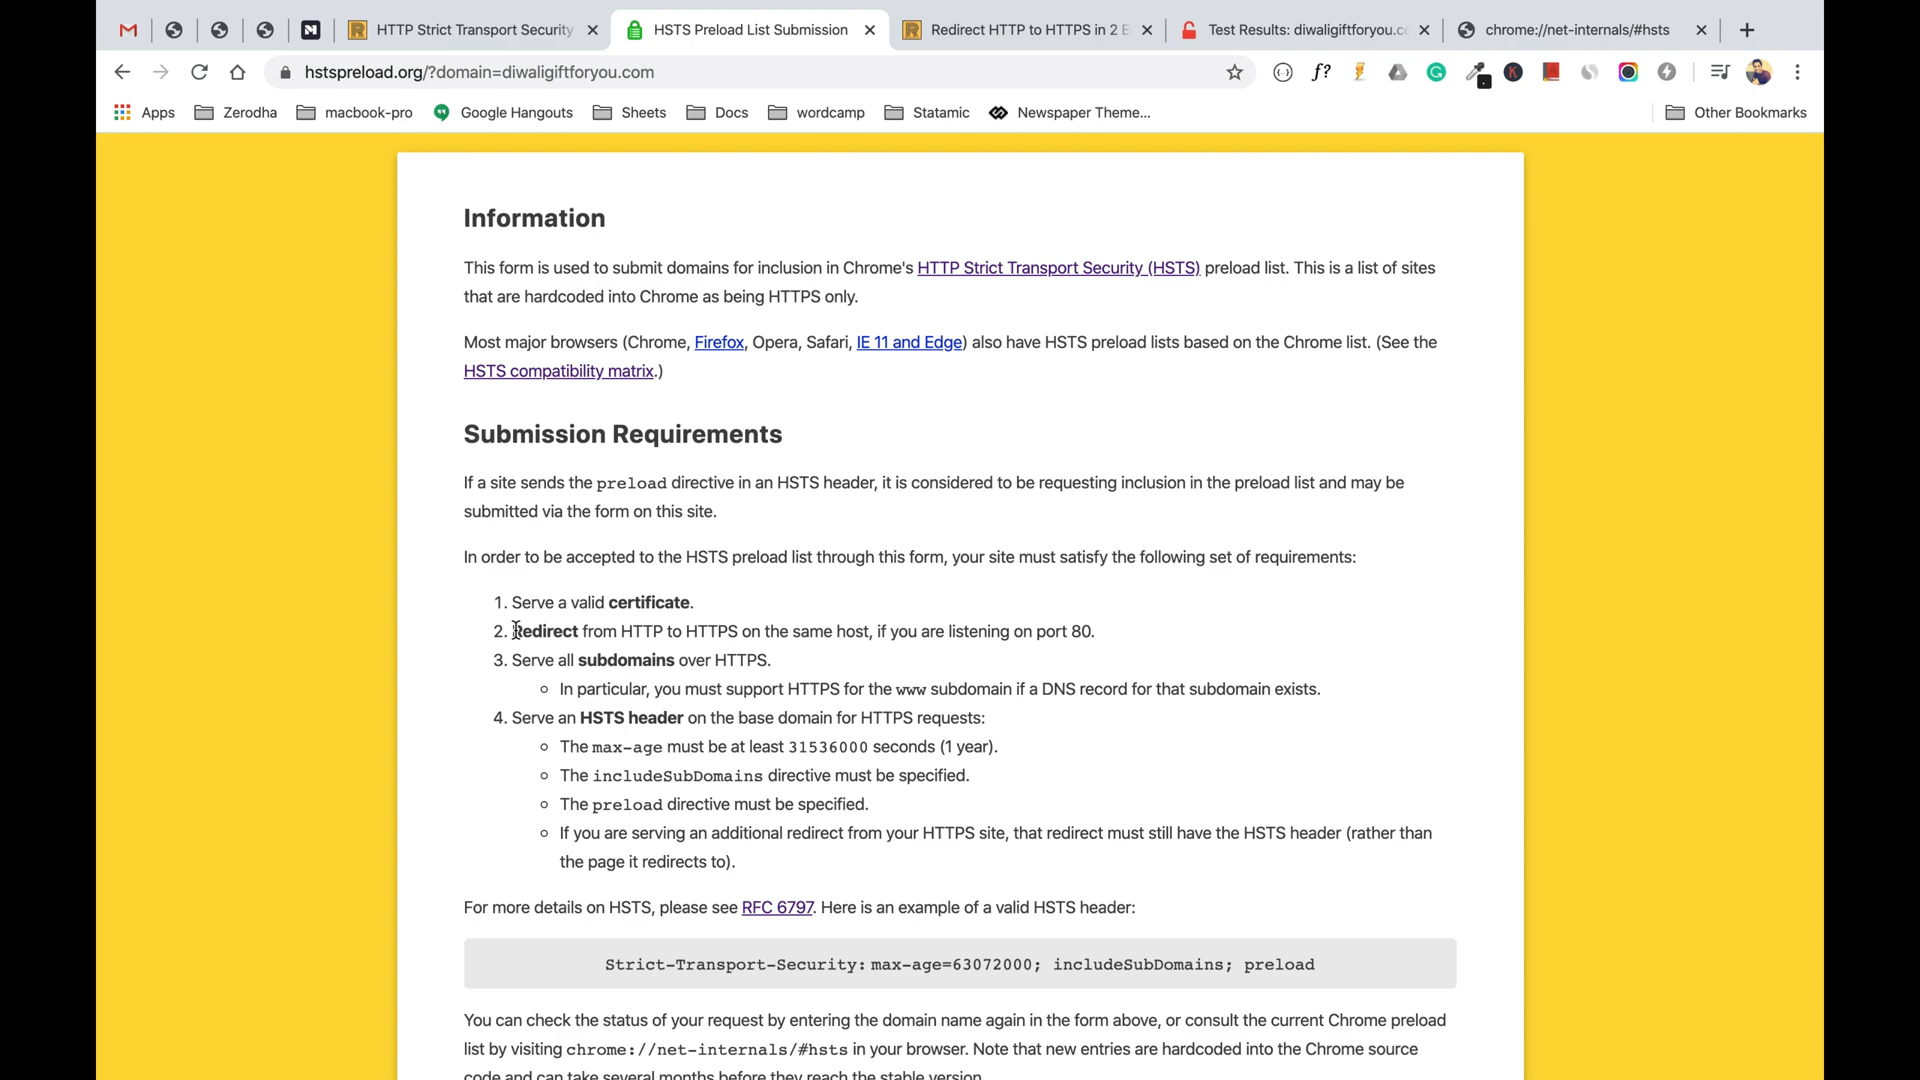 HTTP Strict Transport Security
HSTS Preload List Submission
Redirect HTTP to HTTPS in 2 E
Test Results: diwaligiftforyou.co
chrome://net-internals/#hsts
hstspreload.org/?domain=diwaligiftforyou.com
f?
Apps
Zerodha
macbook-pro
Google Hangouts
Sheets
Docs
wordcamp
Statamic
Newspaper Theme...
Other Bookmarks
Information
This form is used to submit domains for inclusion in Chrome's HTTP Strict Transport Security (HSTS) preload list. This is a list of sites
that are hardcoded into Chrome as being HTTPS only.
Most major browsers (Chrome, Firefox, Opera, Safari, IE 11 and Edge) also have HSTS preload lists based on the Chrome list. (See the
HSTS compatibility matrix.)
Submission Requirements
If a site sends the preload directive in an HSTS header, it is considered to be requesting inclusion in the preload list and may be
submitted via the form on this site.
In order to be accepted to the HSTS preload list through this form, your site must satisfy the following set of requirements:
1. Serve a valid certificate.
2. Redirect from HTTP to HTTPS on the same host, if you are listening on port 80.
3. Serve all subdomains over HTTPS.
In particular, you must support HTTPS for the www subdomain if a DNS record for that subdomain exists.
4. Serve an HSTS header on the base domain for HTTPS requests:
The max-age must be at least 31536000 seconds (1 year).
The includeSubDomains directive must be specified.
The preload directive must be specified.
If you are serving an additional redirect from your HTTPS site, that redirect must still have the HSTS header (rather than
the page it redirects to).
For more details on HSTS, please see RFC 6797. Here is an example of a valid HSTS header:
Strict-Transport-Security: max-age=63072000; includeSubDomains; preload
You can check the status of your request by entering the domain name again in the form above, or consult the current Chrome preload
list by visiting chrome://net-internals/#hsts in your browser. Note that new entries are hardcoded into the Chrome source
code and can take several months before they reach the stable version.